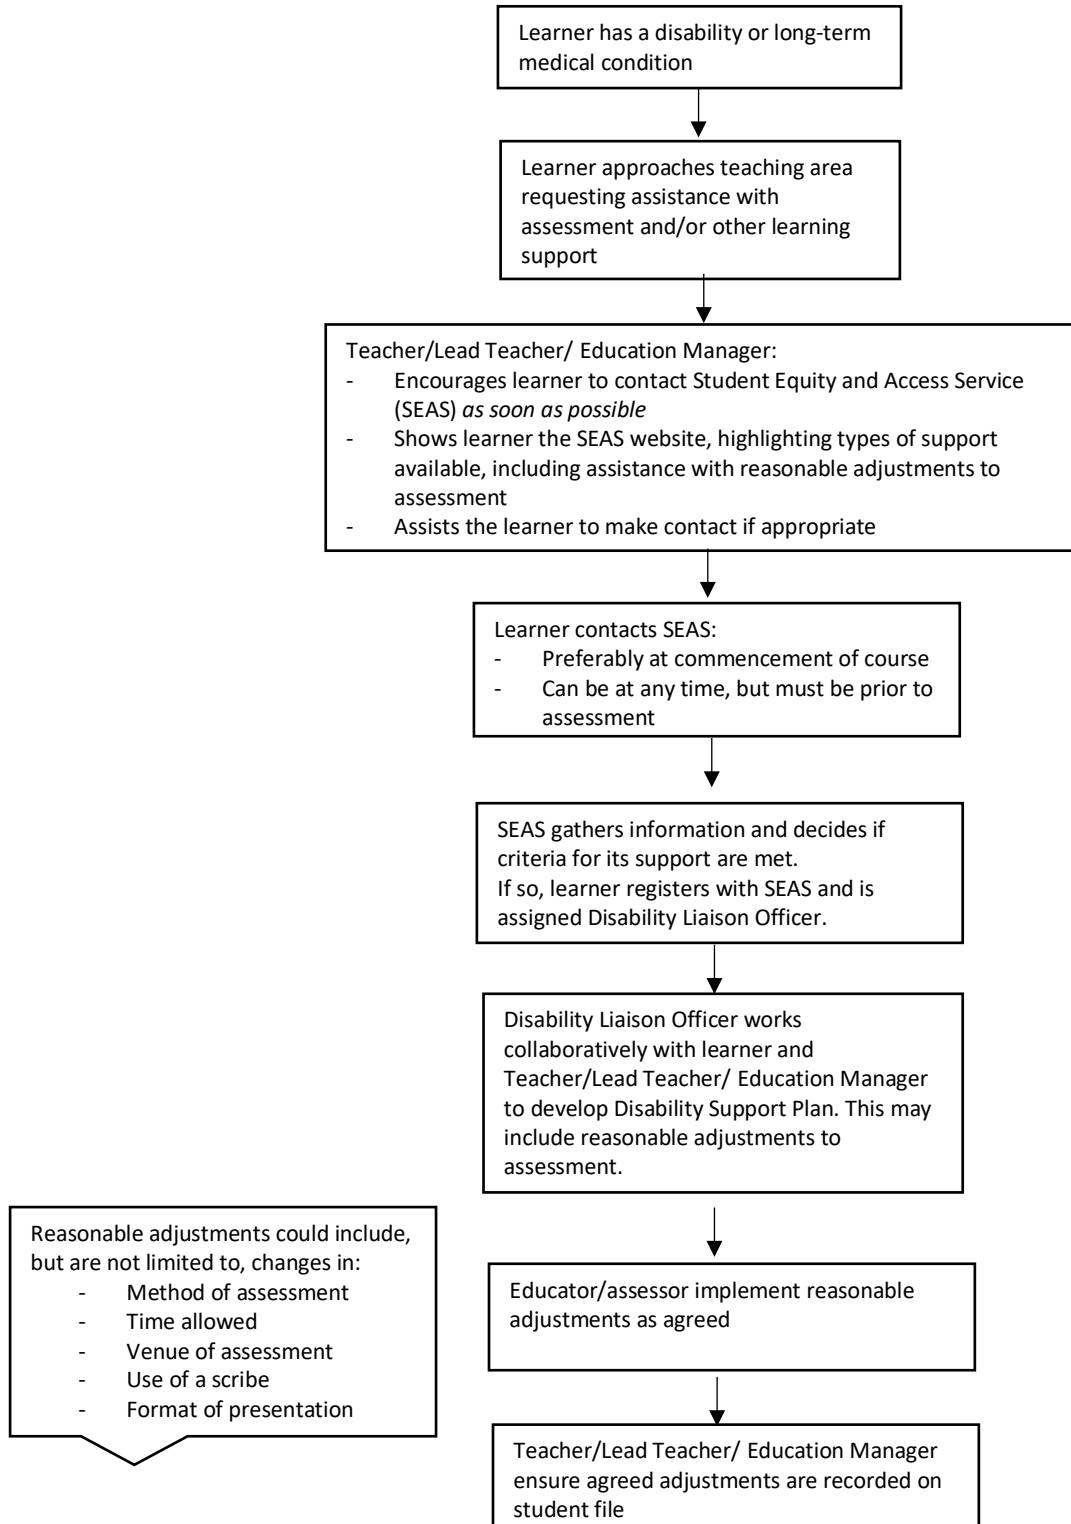 Learner has a disability or long-term
medical condition
Learner approaches teaching area
requesting assistance with
assessment and/or other learning
support
Teacher/Lead Teacher/ Education Manager:
- Encourages learner to contact Student Equity and Access Service
(SEAS) as soon as possible
- Shows learner the SEAS website, highlighting types of support
available, including assistance with reasonable adjustments to
assessment
- Assists the learner to make contact if appropriate
Learner contacts SEAS:
- Preferably at commencement of course
- Can be at any time, but must be prior to
assessment
SEAS gathers information and decides if
criteria for its support are met.
If so, learner registers with SEAS and is
assigned Disability Liaison Officer.
Disability Liaison Officer works
collaboratively with learner and
Teacher/Lead Teacher/ Education Manager
to develop Disability Support Plan. This may
include reasonable adjustments to
assessment.
Reasonable adjustments could include,
but are not limited to, changes in:
- Method of assessment
- Time allowed
- Venue of assessment
- Use of a scribe
- Format of presentation
Educator/assessor implement reasonable
adjustments as agreed
Teacher/Lead Teacher/ Education Manager
ensure agreed adjustments are recorded on
student file